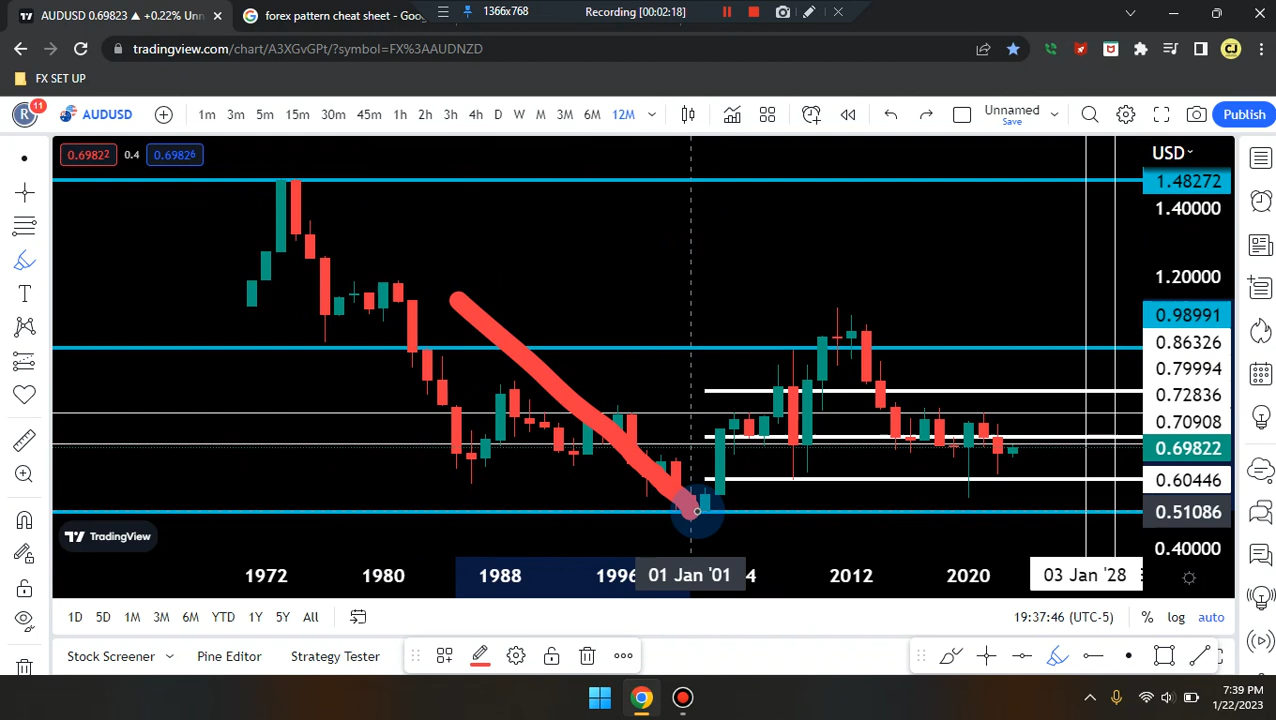 AUDUSD 0.69823 ▲ +0.22% Unn
forex pattern cheat sheet - Goog
1366x768
Recording [00:02:18]
tradingview.com/chart/A3XGvGPt/?symbol=FX%3AAUDNZD
CJ
FX SET UP
R 11
AUDUSD
1m 3m 5m 15m 30m 45m 1h 2h 3h 4h D W M 3M 6M 12M
Unnamed
Save
Publish
0.69822 0.4 0.69826
USD
1.48272
1.40000
1.20000
0.98991
0.86326
0.79994
0.72836
0.70908
0.69822
0.60446
0.51086
0.40000
TradingView
1972 1980 1988 1996 01 Jan '01 4 2012 2020 03 Jan '28
1D 5D 1M 3M 6M YTD 1Y 5Y All
19:37:46 (UTC-5) % log auto
Stock Screener Pine Editor Strategy Tester
7:39 PM
1/22/2023